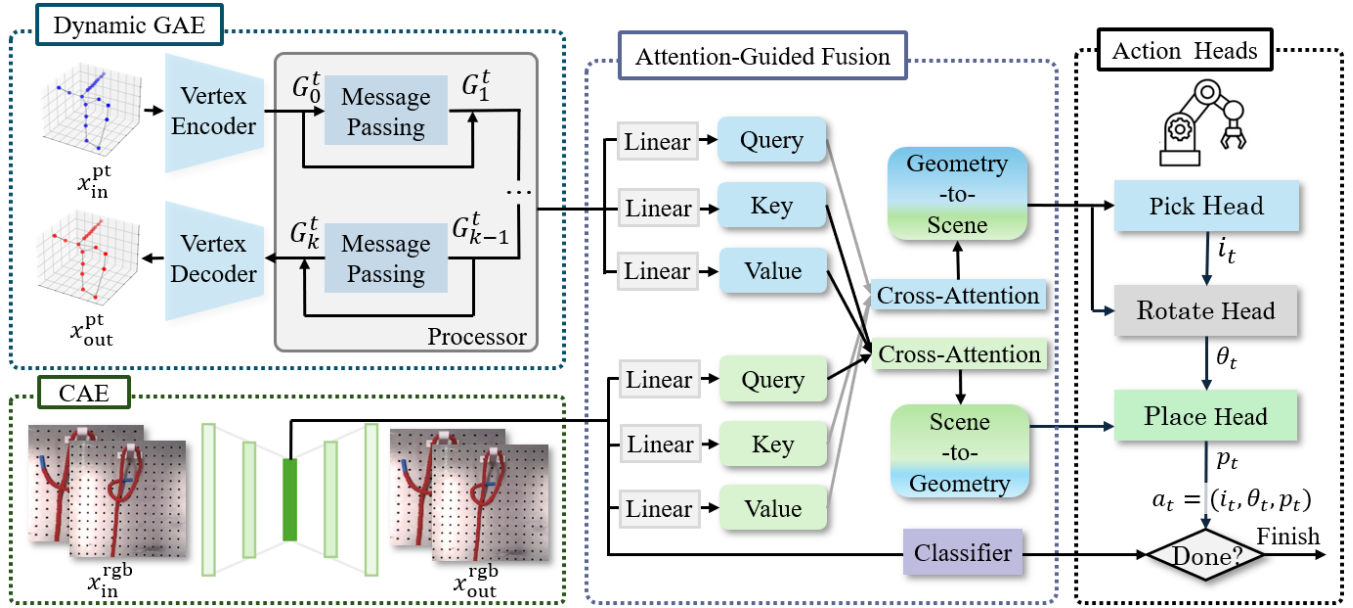 Dynamic GAE
x_in^pt
Vertex
Encoder
G_0^t
Message
Passing
G_1^t
...
x_out^pt
Vertex
Decoder
G_k^t
Message
Passing
G_{k-1}^t
Processor
CAE
x_in^rgb
x_out^rgb
Attention-Guided Fusion
Linear
Query
Linear
Key
Linear
Value
Linear
Query
Linear
Key
Linear
Value
Geometry
-to-
Scene
Cross-Attention
Cross-Attention
Scene
-to-
Geometry
Classifier
Action Heads
Pick Head
i_t
Rotate Head
θ_t
Place Head
p_t
a_t = (i_t, θ_t, p_t)
Done?
Finish